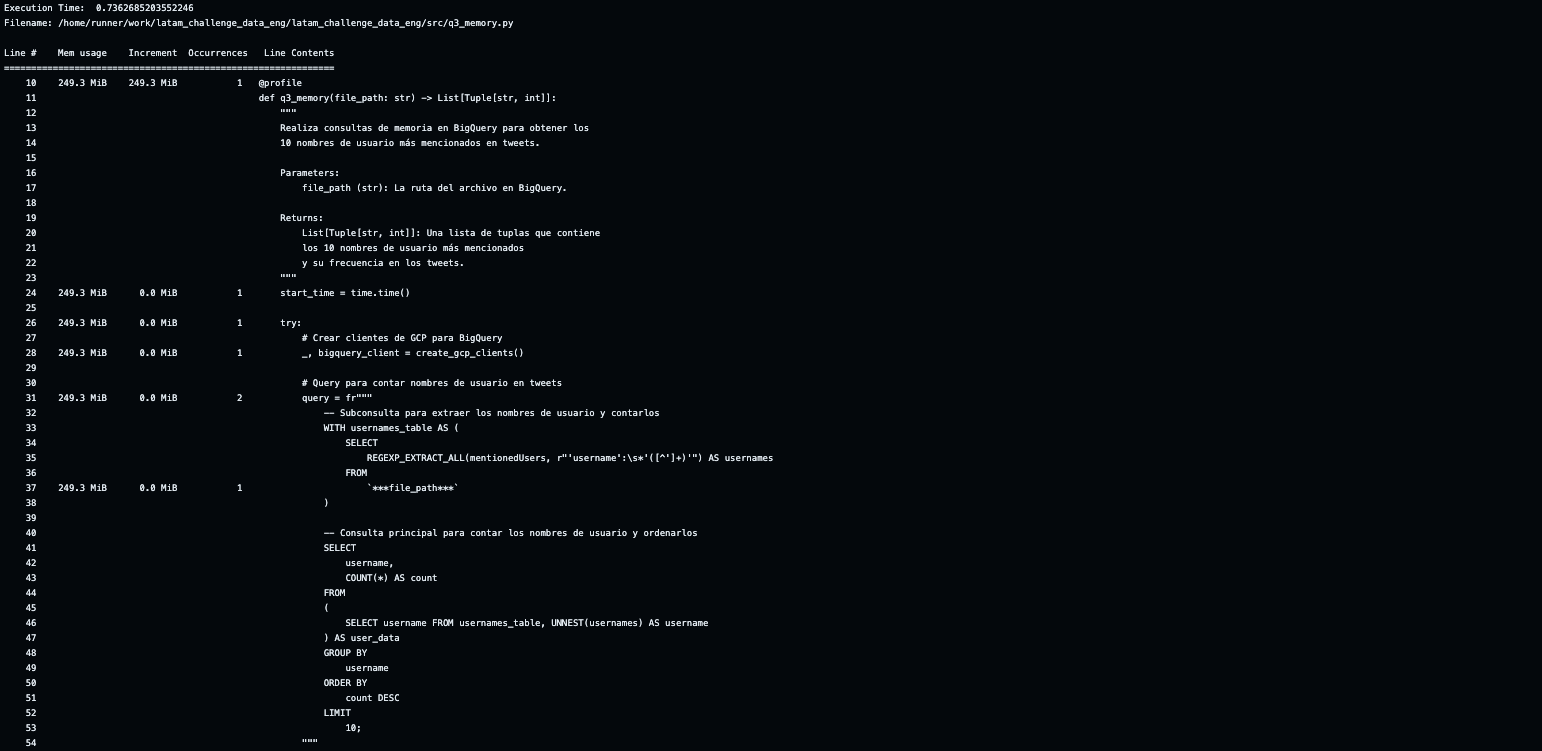 Execution Time:  0.7362685203552246
Filename: /home/runner/work/latam_challenge_data_eng/latam_challenge_data_eng/src/q3_memory.py

Line #    Mem usage    Increment  Occurrences   Line Contents
=============================================================
    10    249.3 MiB    249.3 MiB           1   @profile
    11                                         def q3_memory(file_path: str) -> List[Tuple[str, int]]:
    12                                             """
    13                                             Realiza consultas de memoria en BigQuery para obtener los
    14                                             10 nombres de usuario más mencionados en tweets.
    15
    16                                             Parameters:
    17                                                 file_path (str): La ruta del archivo en BigQuery.
    18
    19                                             Returns:
    20                                                 List[Tuple[str, int]]: Una lista de tuplas que contiene
    21                                                 los 10 nombres de usuario más mencionados
    22                                                 y su frecuencia en los tweets.
    23                                             """
    24    249.3 MiB      0.0 MiB           1       start_time = time.time()
    25
    26    249.3 MiB      0.0 MiB           1       try:
    27                                                 # Crear clientes de GCP para BigQuery
    28    249.3 MiB      0.0 MiB           1           _, bigquery_client = create_gcp_clients()
    29
    30                                                 # Query para contar nombres de usuario en tweets
    31    249.3 MiB      0.0 MiB           2           query = fr"""
    32                                                     -- Subconsulta para extraer los nombres de usuario y contarlos
    33                                                     WITH usernames_table AS (
    34                                                         SELECT
    35                                                             REGEXP_EXTRACT_ALL(mentionedUsers, r"'username':\s*'([^']+)'") AS usernames
    36                                                         FROM
    37    249.3 MiB      0.0 MiB           1                       `***file_path***`
    38                                                     )
    39
    40                                                     -- Consulta principal para contar los nombres de usuario y ordenarlos
    41                                                     SELECT
    42                                                         username,
    43                                                         COUNT(*) AS count
    44                                                     FROM
    45                                                     (
    46                                                         SELECT username FROM usernames_table, UNNEST(usernames) AS username
    47                                                     ) AS user_data
    48                                                     GROUP BY
    49                                                         username
    50                                                     ORDER BY
    51                                                         count DESC
    52                                                     LIMIT
    53                                                         10;
    54                                                 """